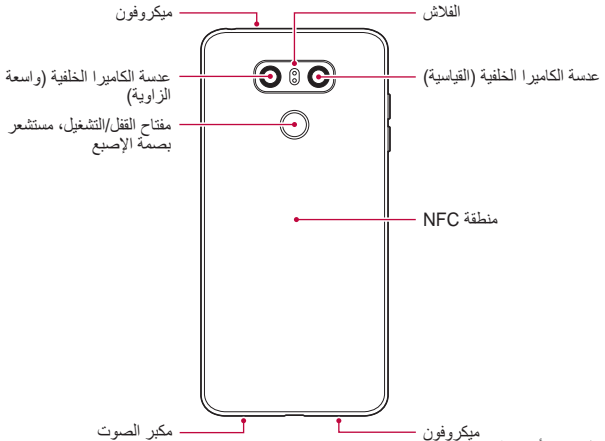 ميكروفون
الفلاش
عدسة الكاميرا الخلفية (واسعة
الزاوية)
عدسة الكاميرا الخلفية (القياسية)
مفتاح القفل/التشغيل، مستشعر
بصمة الإصبع
منطقة NFC
مكبر الصوت
ميكروفون